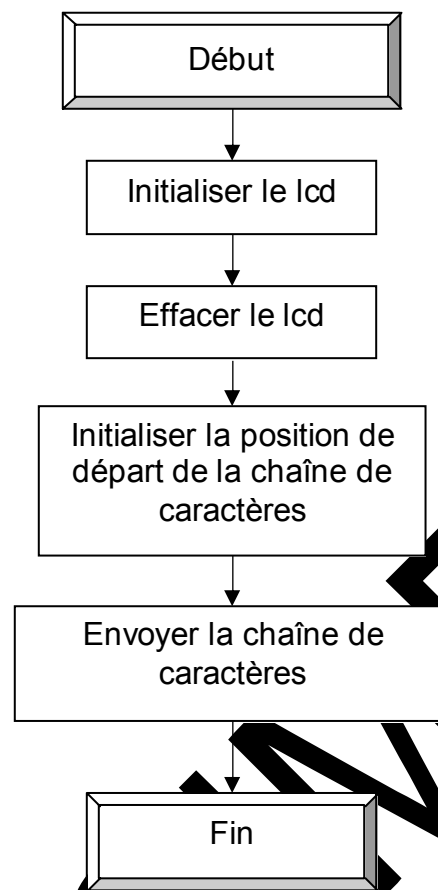 Début
Initialiser le lcd
Effacer le lcd
Initialiser la position de
départ de la chaîne de
caractères
Envoyer la chaîne de
caractères
Fin